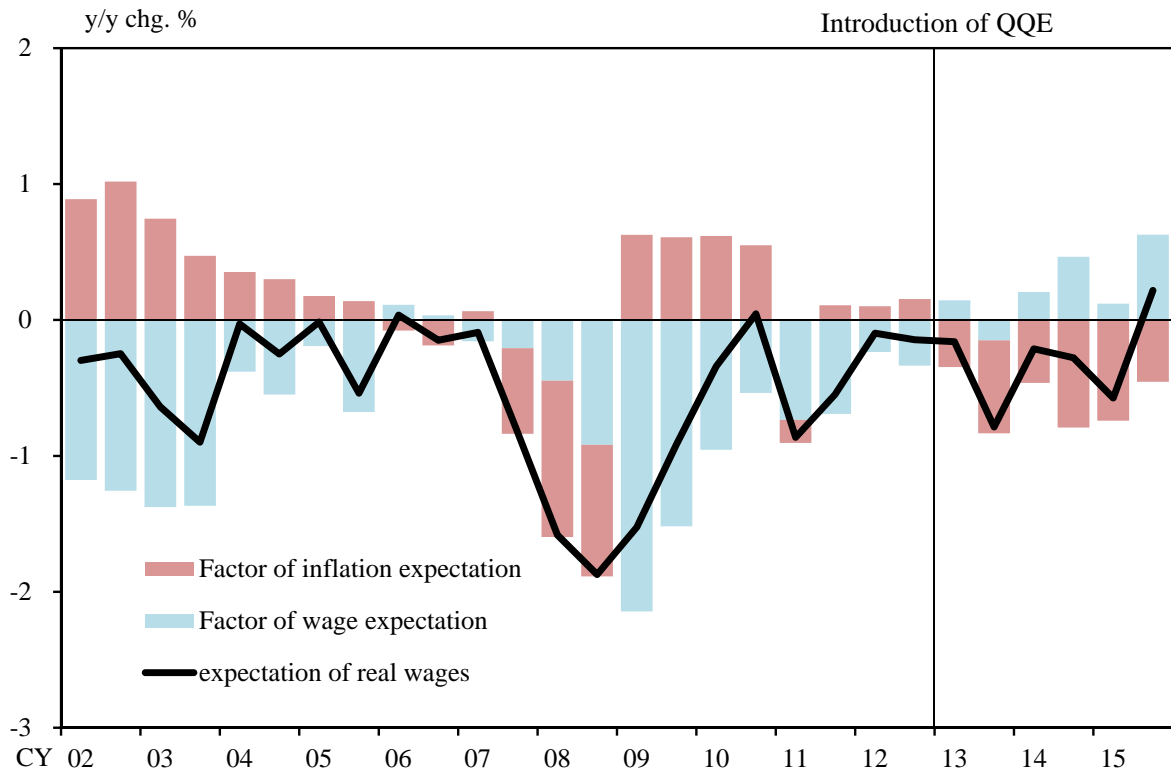 y/y chg. %
Introduction of QQE
2
1
0
-1
-2
-3
Factor of inflation expectation
Factor of wage expectation
expectation of real wages
CY 02 03 04 05 06 07 08 09 10 11 12 13 14 15